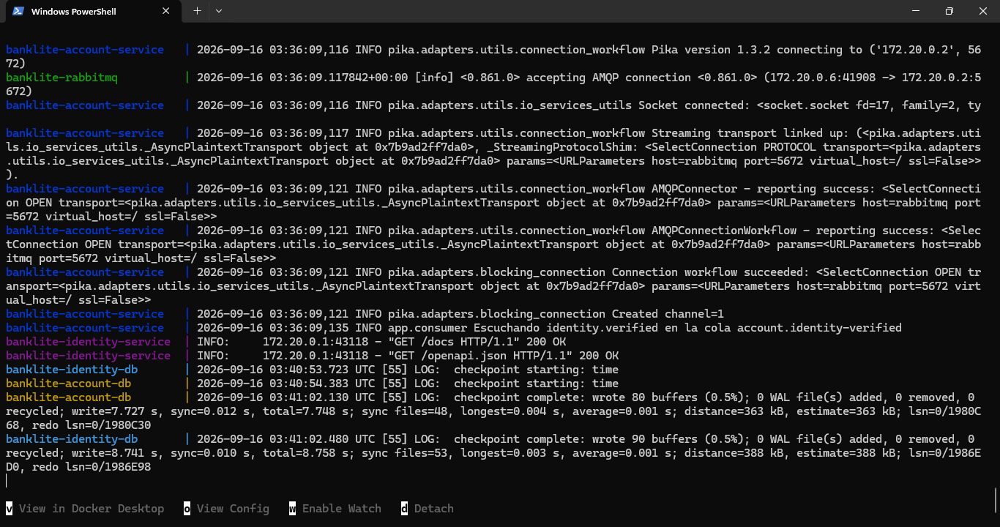 Windows PowerShell
banklite-account-service   | 2026-09-16 03:36:09,116 INFO pika.adapters.utils.connection_workflow Pika version 1.3.2 connecting to ('172.20.0.2', 56
72)
banklite-rabbitmq          | 2026-09-16 03:36:09.117842+00:00 [info] <0.861.0> accepting AMQP connection <0.861.0> (172.20.0.6:41908 -> 172.20.0.2:5
672)
banklite-account-service   | 2026-09-16 03:36:09,116 INFO pika.adapters.utils.io_services_utils Socket connected: <socket.socket fd=17, family=2, ty
banklite-account-service   | 2026-09-16 03:36:09,117 INFO pika.adapters.utils.connection_workflow Streaming transport linked up: (<pika.adapters.uti
ls.io_services_utils._AsyncPlaintextTransport object at 0x7b9ad2ff7da0>, _StreamingProtocolShim: <SelectConnection PROTOCOL transport=<pika.adapters
.utils.io_services_utils._AsyncPlaintextTransport object at 0x7b9ad2ff7da0> params=<URLParameters host=rabbitmq port=5672 virtual_host=/ ssl=False>>
).
banklite-account-service   | 2026-09-16 03:36:09,121 INFO pika.adapters.utils.connection_workflow AMQPConnector - reporting success: <SelectConnecti
on OPEN transport=<pika.adapters.utils.io_services_utils._AsyncPlaintextTransport object at 0x7b9ad2ff7da0> params=<URLParameters host=rabbitmq port
=5672 virtual_host=/ ssl=False>>
banklite-account-service   | 2026-09-16 03:36:09,121 INFO pika.adapters.utils.connection_workflow AMQPConnectionWorkflow - reporting success: <Selec
tConnection OPEN transport=<pika.adapters.utils.io_services_utils._AsyncPlaintextTransport object at 0x7b9ad2ff7da0> params=<URLParameters host=rabb
itmq port=5672 virtual_host=/ ssl=False>>
banklite-account-service   | 2026-09-16 03:36:09,121 INFO pika.adapters.blocking_connection Connection workflow succeeded: <SelectConnection OPEN tr
ansport=<pika.adapters.utils.io_services_utils._AsyncPlaintextTransport object at 0x7b9ad2ff7da0> params=<URLParameters host=rabbitmq port=5672 virt
ual_host=/ ssl=False>>
banklite-account-service   | 2026-09-16 03:36:09,121 INFO pika.adapters.blocking_connection Created channel=1
banklite-account-service   | 2026-09-16 03:36:09,135 INFO app.consumer Escuchando identity.verified en la cola account.identity-verified
banklite-identity-service  | INFO:     172.20.0.1:43118 - "GET /docs HTTP/1.1" 200 OK
banklite-identity-service  | INFO:     172.20.0.1:43118 - "GET /openapi.json HTTP/1.1" 200 OK
banklite-identity-db       | 2026-09-16 03:40:53.723 UTC [55] LOG:  checkpoint starting: time
banklite-account-db        | 2026-09-16 03:40:54.383 UTC [55] LOG:  checkpoint starting: time
banklite-account-db        | 2026-09-16 03:41:02.130 UTC [55] LOG:  checkpoint complete: wrote 80 buffers (0.5%); 0 WAL file(s) added, 0 removed, 0
recycled; write=7.727 s, sync=0.012 s, total=7.748 s; sync files=48, longest=0.004 s, average=0.001 s; distance=363 kB, estimate=363 kB; lsn=0/1980C
68, redo lsn=0/1980C30
banklite-identity-db       | 2026-09-16 03:41:02.480 UTC [55] LOG:  checkpoint complete: wrote 90 buffers (0.5%); 0 WAL file(s) added, 0 removed, 0
recycled; write=8.741 s, sync=0.010 s, total=8.758 s; sync files=53, longest=0.003 s, average=0.001 s; distance=388 kB, estimate=388 kB; lsn=0/1986E
D0, redo lsn=0/1986E98
v View in Docker Desktop   o View Config   w Enable Watch   d Detach